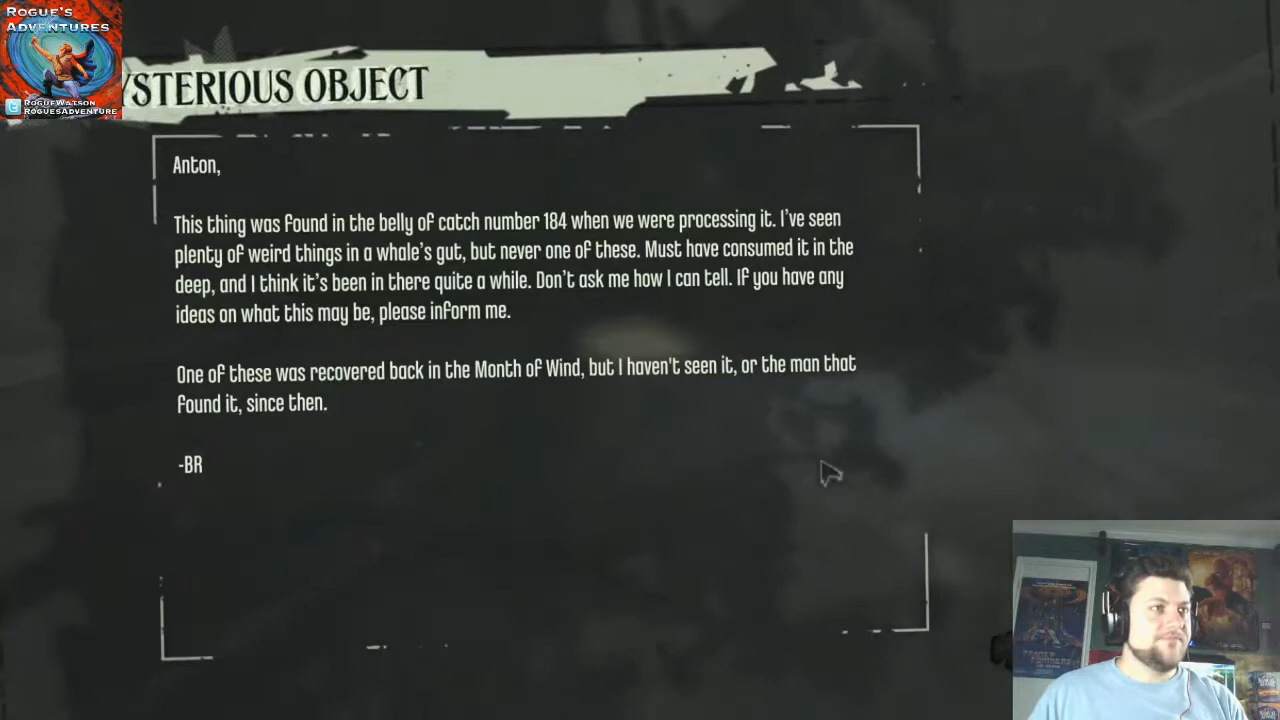 ROGUE'S
ADVENTURES
ROGUEWATSON
ROGUESADVENTURE
YSTERIOUS OBJECT
Anton,
This thing was found in the belly of catch number 184 when we were processing it. I've seen
plenty of weird things in a whale's gut, but never one of these. Must have consumed it in the
deep, and I think it's been in there quite a while. Don't ask me how I can tell. If you have any
ideas on what this may be, please inform me.
One of these was recovered back in the Month of Wind, but I haven't seen it, or the man that
found it, since then.
-BR